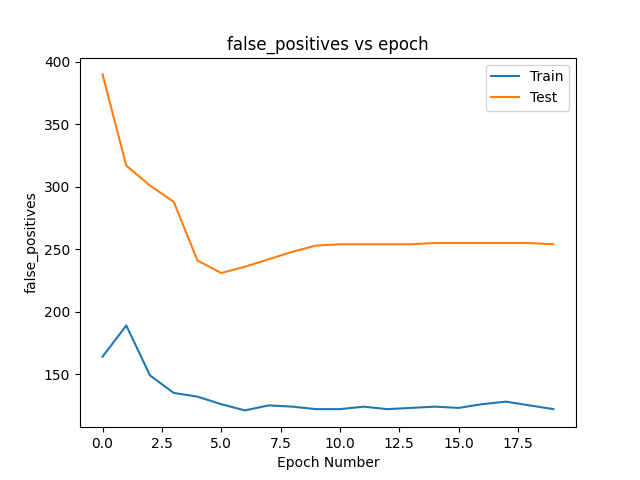 false_positives vs epoch
400
350
300
250
200
150
false_positives
Train
Test
0.0 2.5 5.0 7.5 10.0 12.5 15.0 17.5
Epoch Number